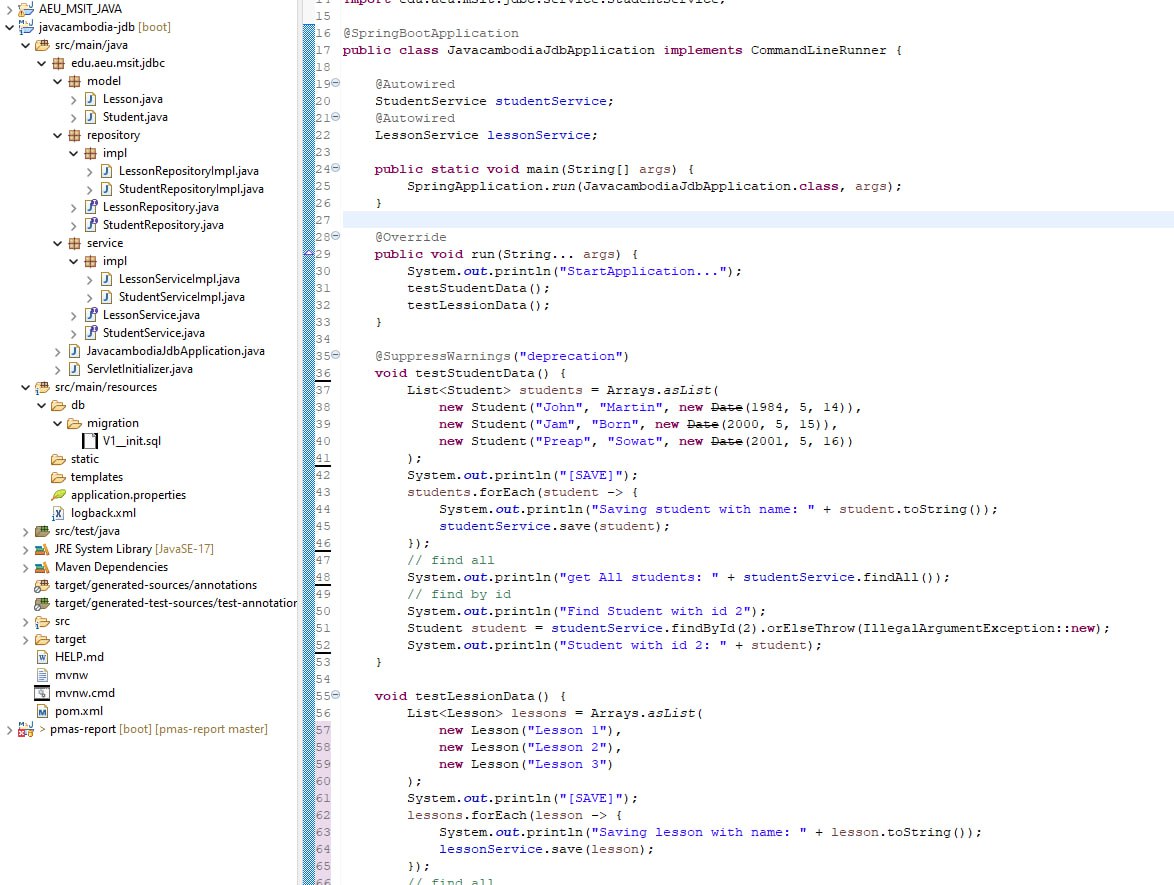 AEU_MSIT_JAVA
javacambodia-jdb [boot]
src/main/java
edu.aeu.msit.jdbc
model
Lesson.java
Student.java
repository
impl
LessonRepositoryImpl.java
StudentRepositoryImpl.java
LessonRepository.java
StudentRepository.java
service
impl
LessonServiceImpl.java
StudentServiceImpl.java
LessonService.java
StudentService.java
JavacambodiaJdbApplication.java
ServletInitializer.java
src/main/resources
db
migration
V1__init.sql
static
templates
application.properties
logback.xml
src/test/java
JRE System Library [JavaSE-17]
Maven Dependencies
target/generated-sources/annotations
target/generated-test-sources/test-annotation
src
target
HELP.md
mvnw
mvnw.cmd
pom.xml
> pmas-report [boot] [pmas-report master]
14 import edu.aeu.msit.jdbc.service.StudentService;
15
16 @SpringBootApplication
17 public class JavacambodiaJdbApplication implements CommandLineRunner {
18
19 @Autowired
20 StudentService studentService;
21 @Autowired
22 LessonService lessonService;
23
24 public static void main(String[] args) {
25 SpringApplication.run(JavacambodiaJdbApplication.class, args);
26 }
27
28 @Override
29 public void run(String... args) {
30 System.out.println("StartApplication...");
31 testStudentData();
32 testLessionData();
33 }
34
35 @SuppressWarnings("deprecation")
36 void testStudentData() {
37 List<Student> students = Arrays.asList(
38 new Student("John", "Martin", new Date(1984, 5, 14)),
39 new Student("Jam", "Born", new Date(2000, 5, 15)),
40 new Student("Preap", "Sowat", new Date(2001, 5, 16))
41 );
42 System.out.println("[SAVE]");
43 students.forEach(student -> {
44 System.out.println("Saving student with name: " + student.toString());
45 studentService.save(student);
46 });
47 // find all
48 System.out.println("get All students: " + studentService.findAll());
49 // find by id
50 System.out.println("Find Student with id 2");
51 Student student = studentService.findById(2).orElseThrow(IllegalArgumentException::new);
52 System.out.println("Student with id 2: " + student);
53 }
54
55 void testLessionData() {
56 List<Lesson> lessons = Arrays.asList(
57 new Lesson("Lesson 1"),
58 new Lesson("Lesson 2"),
59 new Lesson("Lesson 3")
60 );
61 System.out.println("[SAVE]");
62 lessons.forEach(lesson -> {
63 System.out.println("Saving lesson with name: " + lesson.toString());
64 lessonService.save(lesson);
65 });
66 // find all